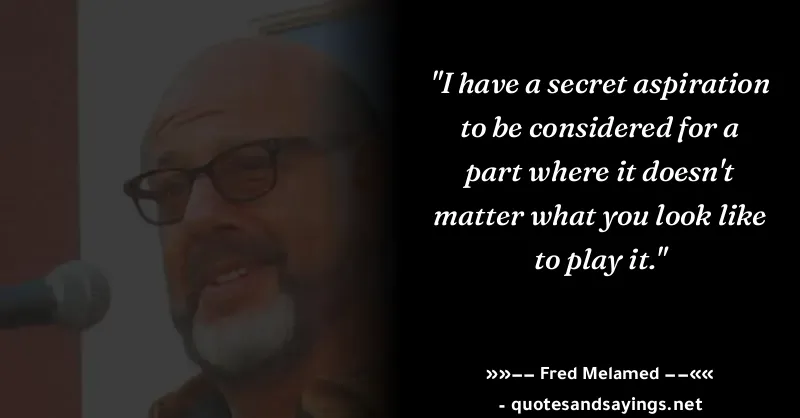 "I have a secret aspiration
to be considered for a
part where it doesn't
matter what you look like
to play it."
»»–– Fred Melamed ––««
- quotesandsayings.net